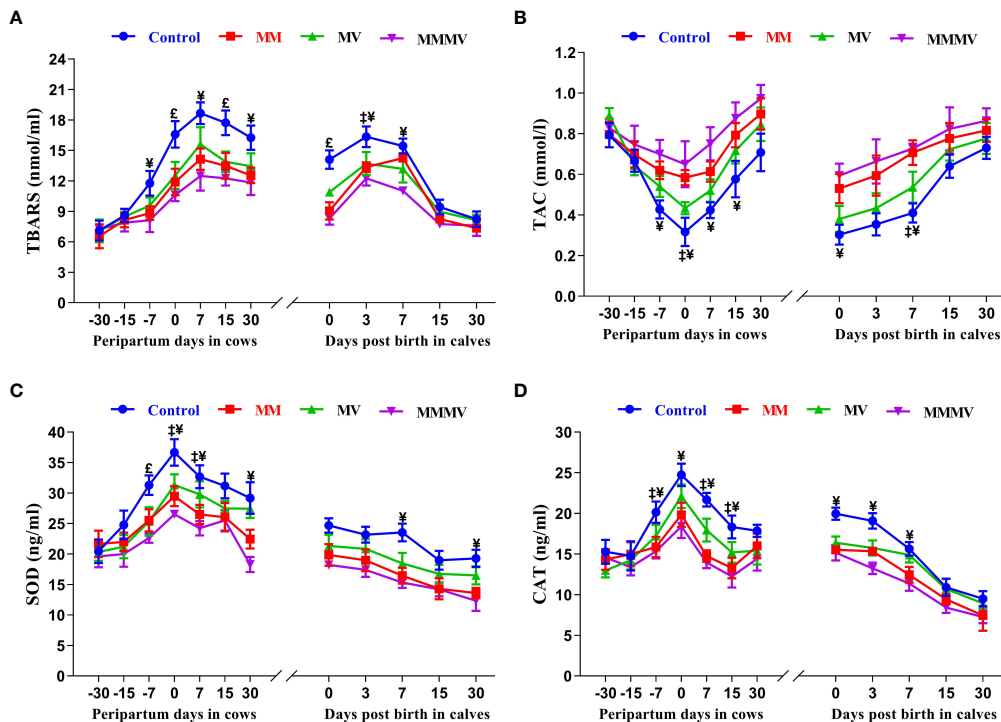 A
Control MM MV MMMV
TBARS (nmol/ml)
24
21
18
15
12
9
6
3
0
£ ¥ £ ¥
¥
£ ‡¥ ¥
-30 -15 -7 0 7 15 30 0 3 7 15 30
Peripartum days in cows Days post birth in calves
B
Control MM MV MMMV
TAC (nmol/l)
1.2
1.0
0.8
0.6
0.4
0.2
0.0
¥ ‡¥ ¥ ¥
¥ ‡¥
-30 -15 -7 0 7 15 30 0 3 7 15 30
Peripartum days in cows Days post birth in calves
C
Control MM MV MMMV
SOD (ng/ml)
40
35
30
25
20
15
10
5
0
£ ‡¥ ‡¥ ¥
¥ ¥
-30 -15 -7 0 7 15 30 0 3 7 15 30
Peripartum days in cows Days post birth in calves
D
Control MM MV MMMV
CAT (ng/ml)
30
25
20
15
10
5
0
‡¥ ¥ ‡¥ ‡¥
¥ ¥ ¥
-30 -15 -7 0 7 15 30 0 3 7 15 30
Peripartum days in cows Days post birth in calves